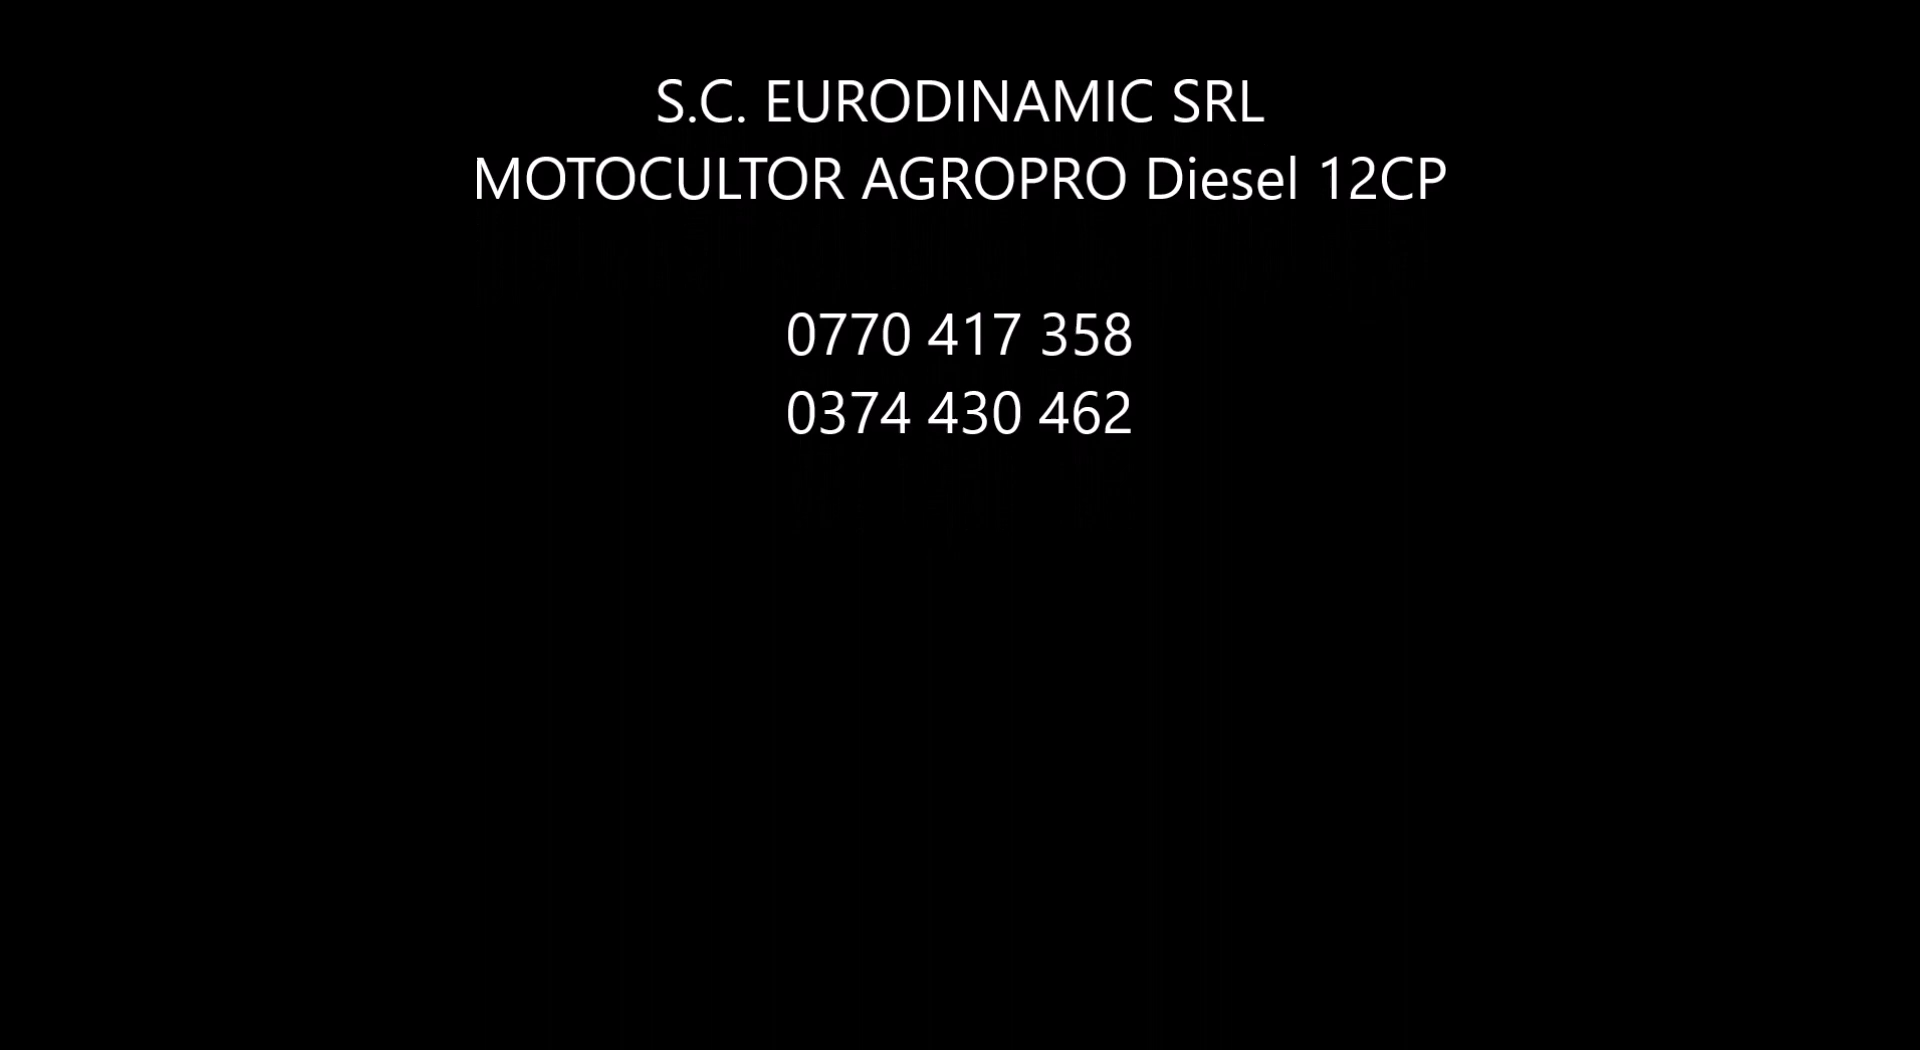 S.C. EURODINAMIC SRL
MOTOCULTOR AGROPRO Diesel 12CP
0770 417 358
0374 430 462